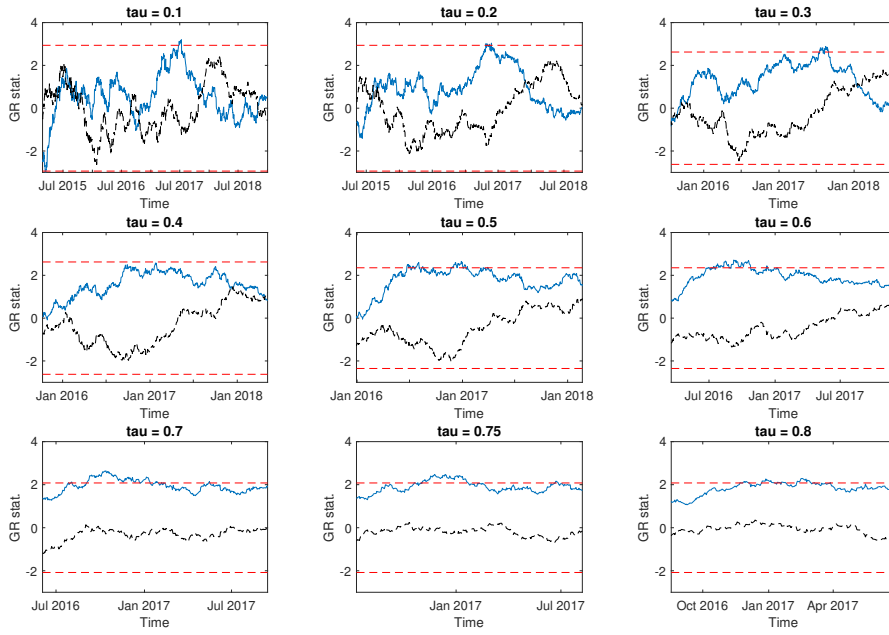 tau = 0.1
4
2
0
-2
GR stat.
Jul 2015 Jul 2016 Jul 2017 Jul 2018
Time
tau = 0.2
4
2
0
-2
GR stat.
Jul 2015 Jul 2016 Jul 2017 Jul 2018
Time
tau = 0.3
4
2
0
-2
GR stat.
Jan 2016 Jan 2017 Jan 2018
Time
tau = 0.4
4
2
0
-2
GR stat.
Jan 2016 Jan 2017 Jan 2018
Time
tau = 0.5
4
2
0
-2
GR stat.
Jan 2016 Jan 2017 Jan 2018
Time
tau = 0.6
4
2
0
-2
GR stat.
Jul 2016 Jan 2017 Jul 2017
Time
tau = 0.7
4
2
0
-2
GR stat.
Jul 2016 Jan 2017 Jul 2017
Time
tau = 0.75
4
2
0
-2
GR stat.
Jan 2017 Jul 2017
Time
tau = 0.8
4
2
0
-2
GR stat.
Oct 2016 Jan 2017 Apr 2017
Time